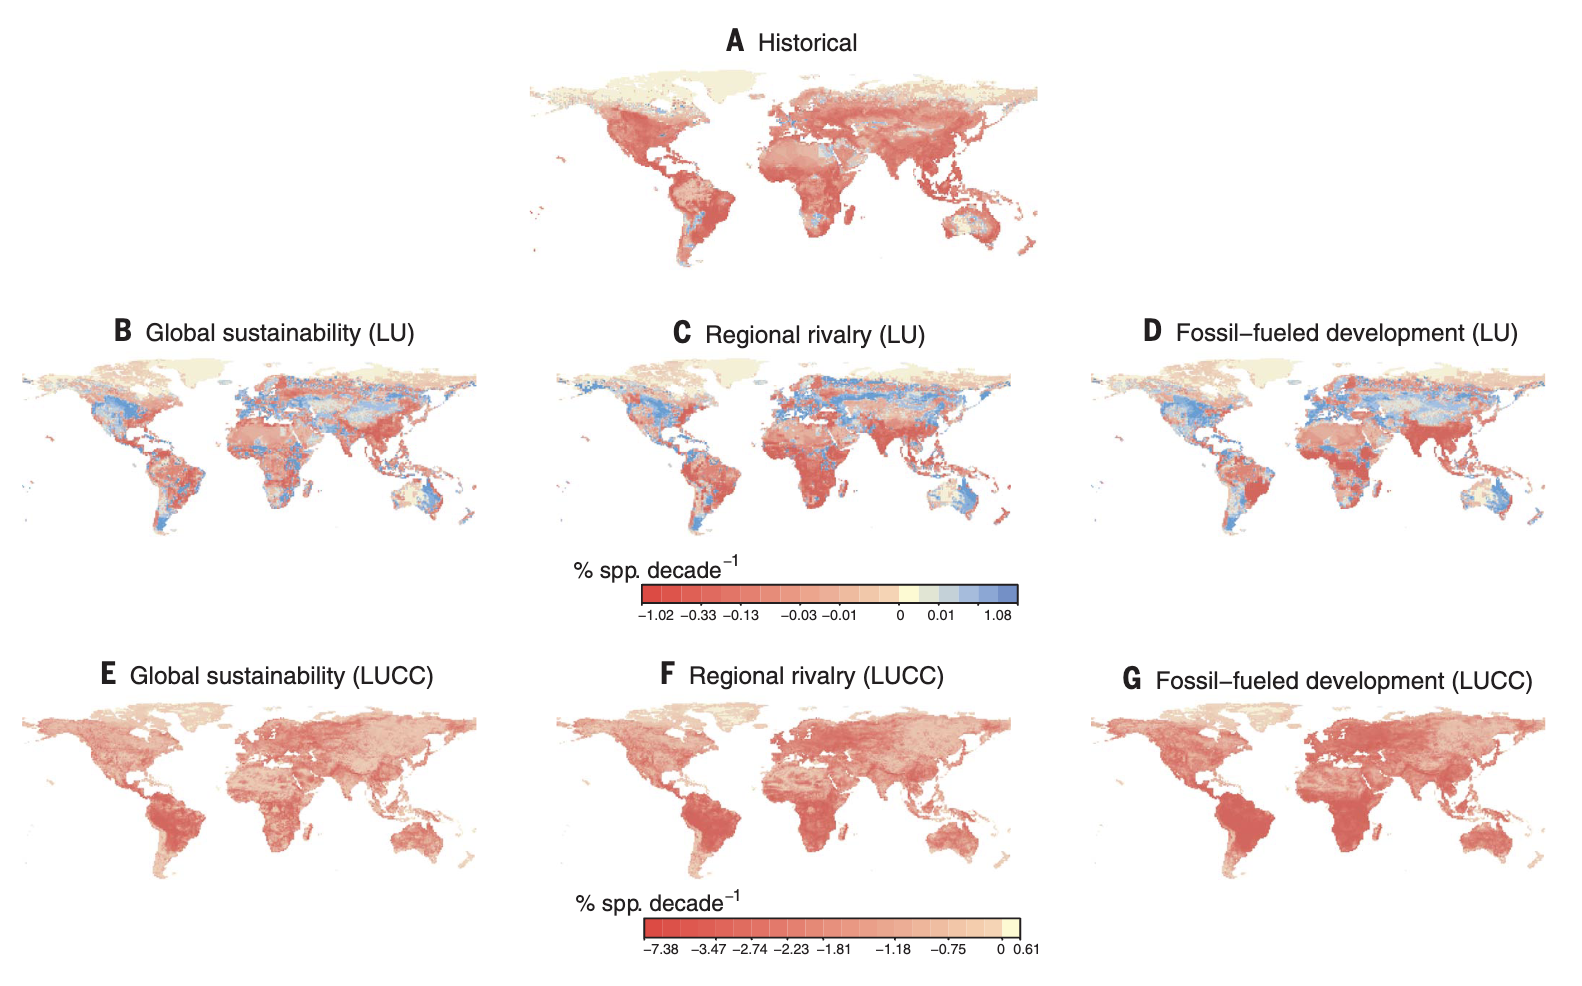 A Historical
B Global sustainability (LU)
C Regional rivalry (LU)
D Fossil–fueled development (LU)
% spp. decade⁻¹
−1.02 −0.33 −0.13 −0.03 −0.01 0 0.01 1.08
E Global sustainability (LUCC)
F Regional rivalry (LUCC)
G Fossil–fueled development (LUCC)
% spp. decade⁻¹
−7.38 −3.47 −2.74 −2.23 −1.81 −1.18 −0.75 0 0.61